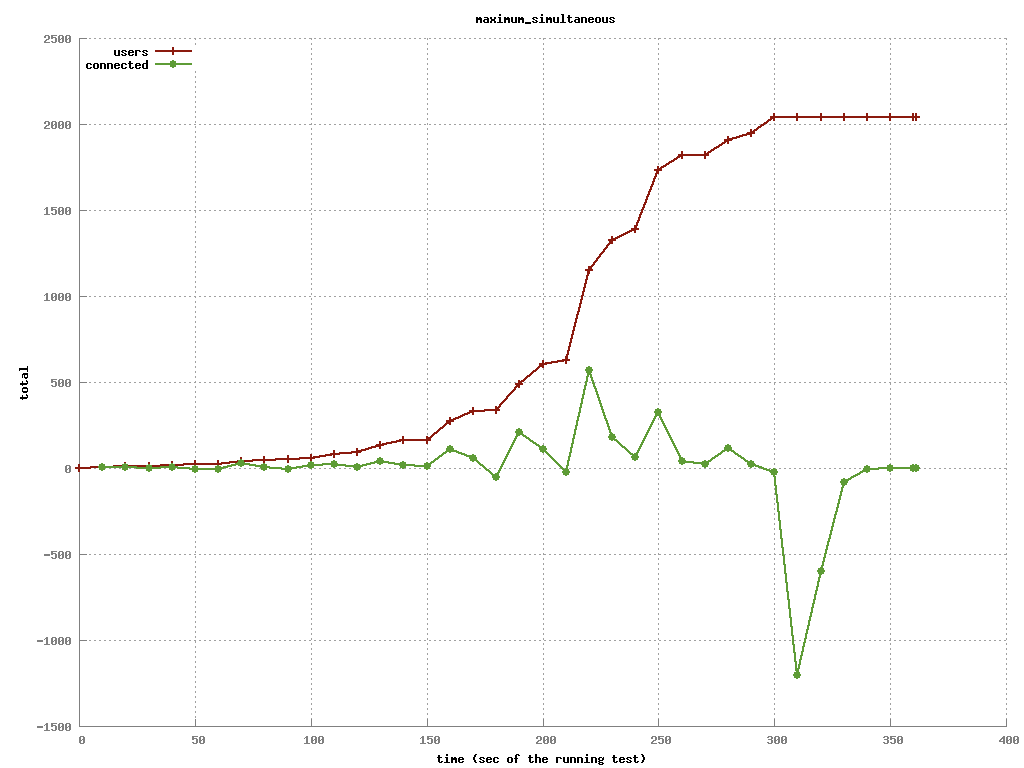 maximum_simultaneous
2500
users
connected
2000
1500
1000
500
0
-500
-1000
-1500
total
0 50 100 150 200 250 300 350 400
time (sec of the running test)